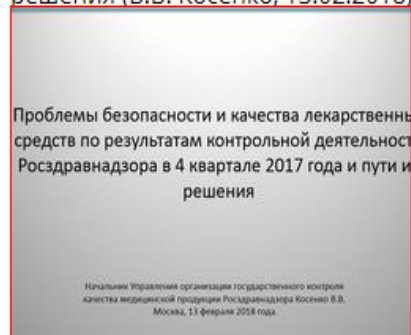 решения (В.В. Косенко, 13.02.2018)
Проблемы безопасности и качества лекарственны
средств по результатам контрольной деятельност
Росздравнадзора в 4 квартале 2017 года и пути и
решения
Начальник Управления организации государственного контроля
качества медицинской продукции Росздравнадзора Косенко В.В.
Москва, 13 февраля 2018 года.